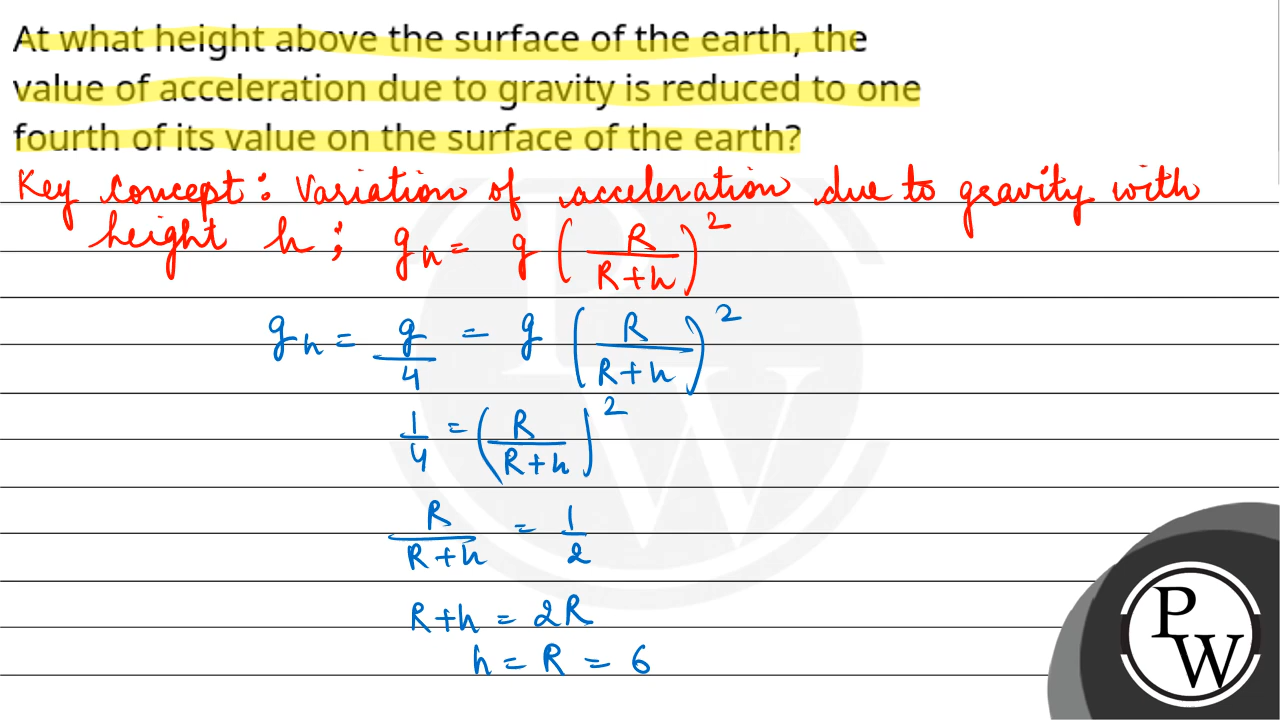 At what height above the surface of the earth, the
value of acceleration due to gravity is reduced to one
fourth of its value on the surface of the earth?
Key concept: Variation of acceleration due to gravity with
height h ; g_h = g (R/(R+h))^2
g_h = g/4 = g (R/(R+h))^2
1/4 = (R/(R+h))^2
R/(R+h) = 1/2
R+h = 2R
h = R = 6
PW